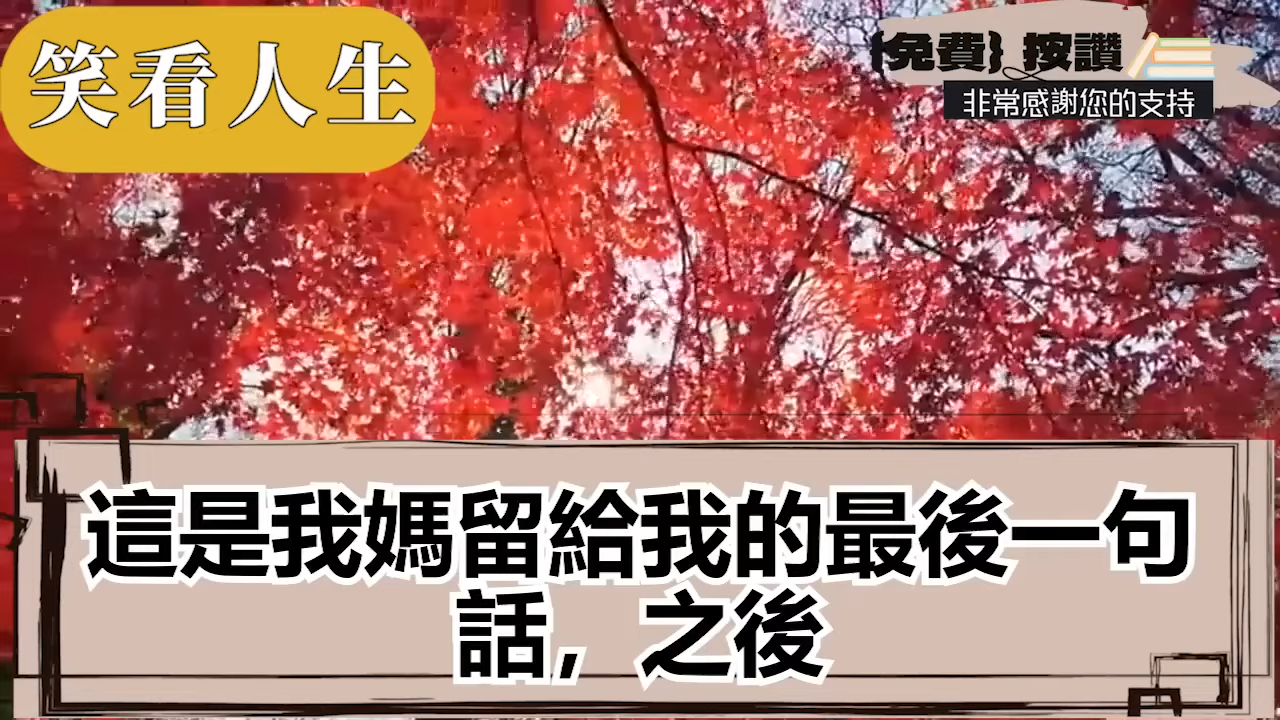 笑看人生
{免費} 按讚
非常感謝您的支持
這是我媽留給我的最後一句
話，之後